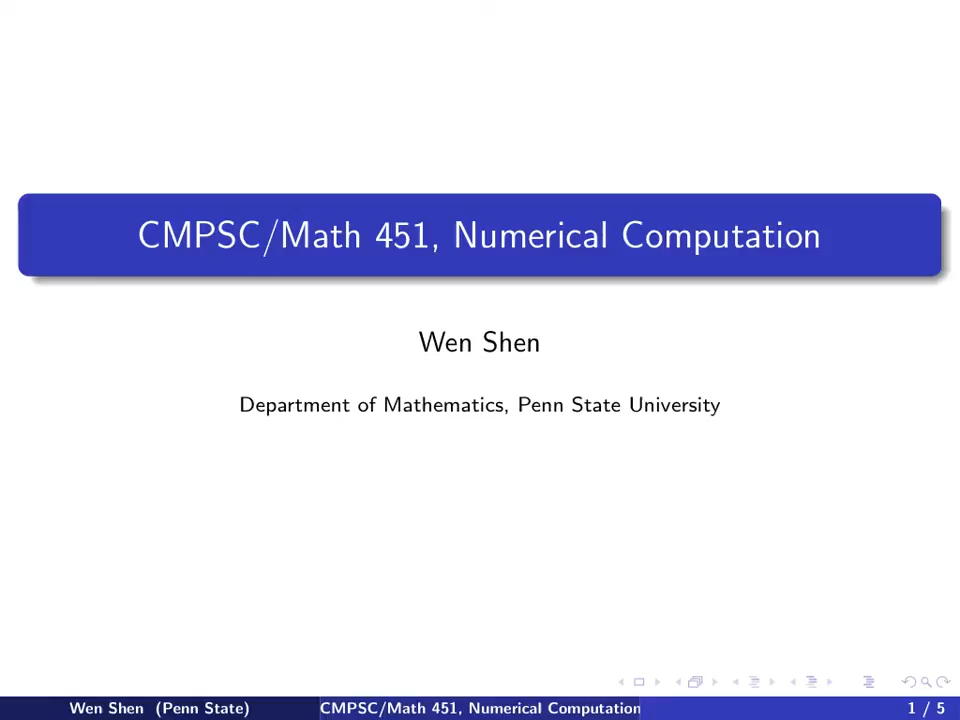 CMPSC/Math 451, Numerical Computation
Wen Shen
Department of Mathematics, Penn State University
Wen Shen (Penn State)
CMPSC/Math 451, Numerical Computation
1 / 5